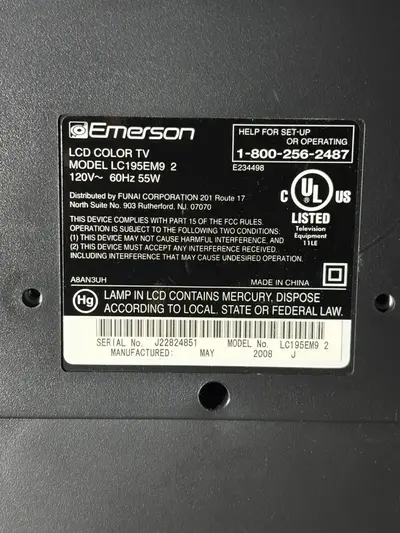 Emerson
LCD COLOR TV
MODEL LC195EM9 2
120V~ 60Hz 55W
HELP FOR SET-UP
OR OPERATING
1-800-256-2487
E234498
Distributed by FUNAI CORPORATION 201 Route 17
North Suite No. 903 Rutherford, NJ. 07070
C UL US
®
LISTED
Television
Equipment
11LE
THIS DEVICE COMPLIES WITH PART 15 OF THE FCC RULES.
OPERATION IS SUBJECT TO THE FOLLOWING TWO CONDITIONS:
(1) THIS DEVICE MAY NOT CAUSE HARMFUL INTERFERENCE, AND
(2) THIS DEVICE MUST ACCEPT ANY INTERFERENCE RECEIVED,
INCLUDING INTERFERENCE THAT MAY CAUSE UNDESIRED OPERATION.
A8AN3UH
MADE IN CHINA
Hg
LAMP IN LCD CONTAINS MERCURY, DISPOSE
ACCORDING TO LOCAL. STATE OR FEDERAL LAW.
SERIAL No. J22824851 MODEL No. LC195EM9 2
MANUFACTURED: MAY 2008 J